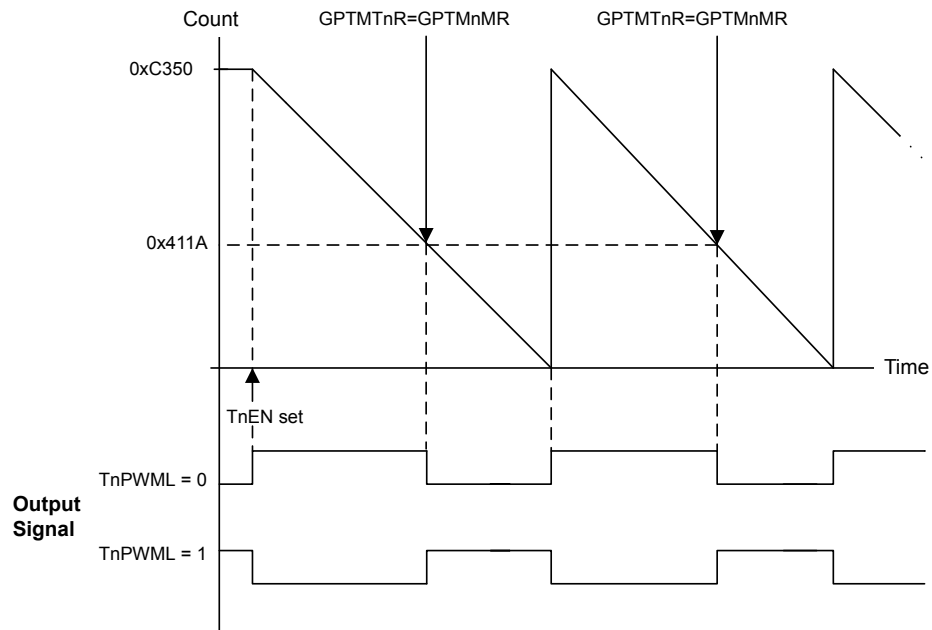 Count
GPTMTnR=GPTMnMR
GPTMTnR=GPTMnMR
0xC350
0x411A
Time
TnEN set
TnPWML = 0
Output
Signal
TnPWML = 1